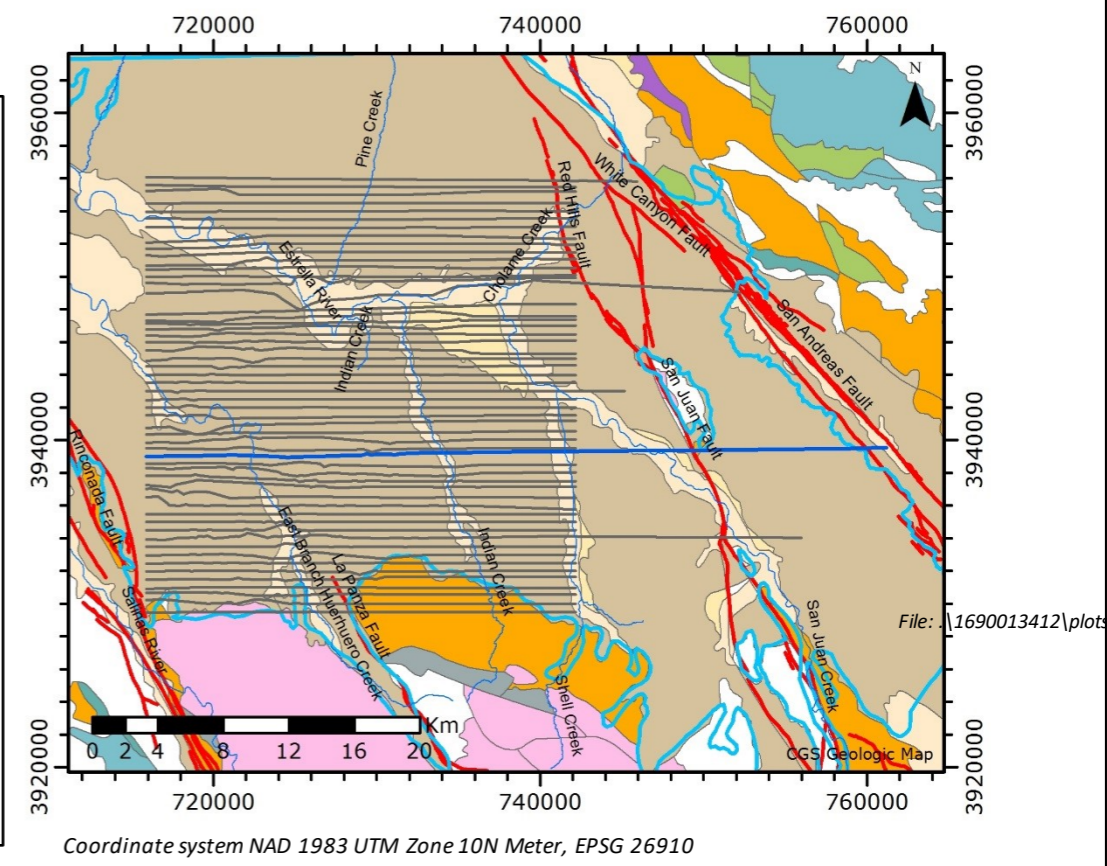 720000 740000 760000
3960000
3940000
3920000
3960000
3940000
3920000
N
Pine Creek
White Canyon Fault
Red Hills Fault
Cholame Creek
Estrella River
Indian Creek
San Andreas Fault
San Juan Fault
Rinconada Fault
East Branch Huerhuero Creek
La Panza Fault
Indian Creek
Salinas River
San Juan Creek
Shell Creek
File: .\1690013412\plots
Km
0 2 4 8 12 16 20
CGS Geologic Map
720000 740000 760000
Coordinate system NAD 1983 UTM Zone 10N Meter, EPSG 26910